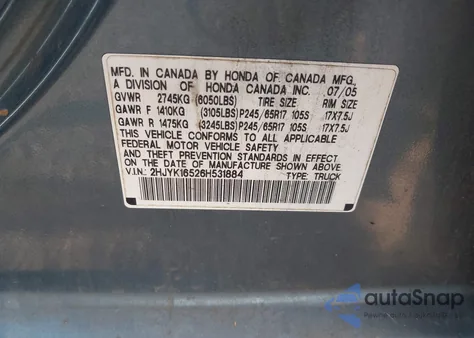 MFD. IN CANADA BY HONDA OF CANADA MFG.,
A DIVISION OF HONDA CANADA INC. 07/05
GVWR 2745KG (6050LBS) TIRE SIZE RIM SIZE
GAWR F 1410KG (3105LBS) P245/65R17 105S 17X7.5J
GAWR R 1475KG (3245LBS) P245/65R17 105S 17X7.5J
THIS VEHICLE CONFORMS TO ALL APPLICABLE
FEDERAL MOTOR VEHICLE SAFETY
AND THEFT PREVENTION STANDARDS IN EFFECT
ON THE DATE OF MANUFACTURE SHOWN ABOVE.
V.I.N.: 2HJYK16526H531884 TYPE: TRUCK
autoSnap